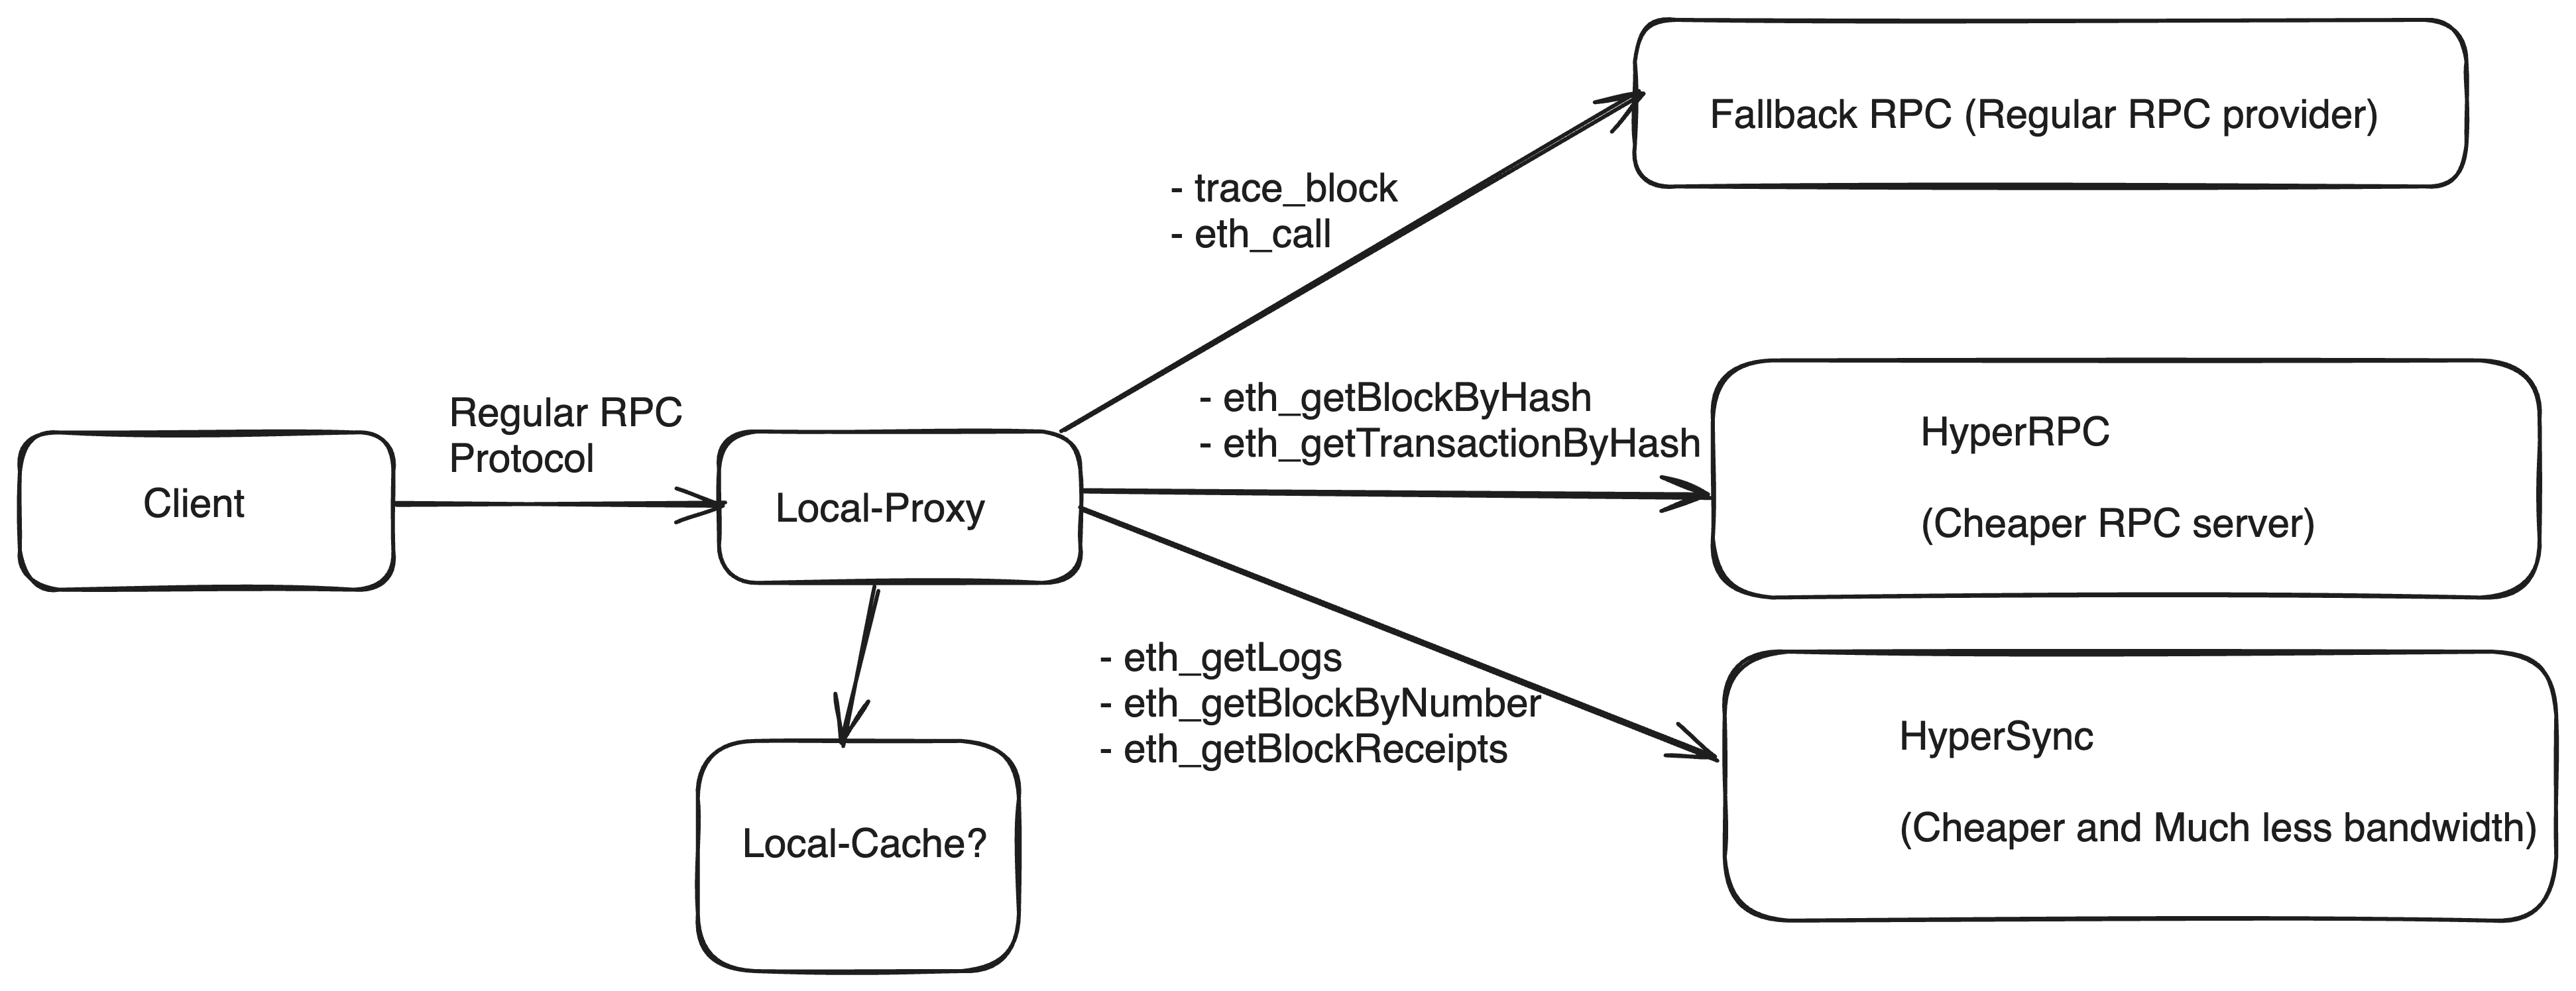 Fallback RPC (Regular RPC provider)
- trace_block
- eth_call
Regular RPC
Protocol
Client
Local-Proxy
- eth_getBlockByHash
- eth_getTransactionByHash
HyperRPC
(Cheaper RPC server)
- eth_getLogs
- eth_getBlockByNumber
- eth_getBlockReceipts
HyperSync
(Cheaper and Much less bandwidth)
Local-Cache?